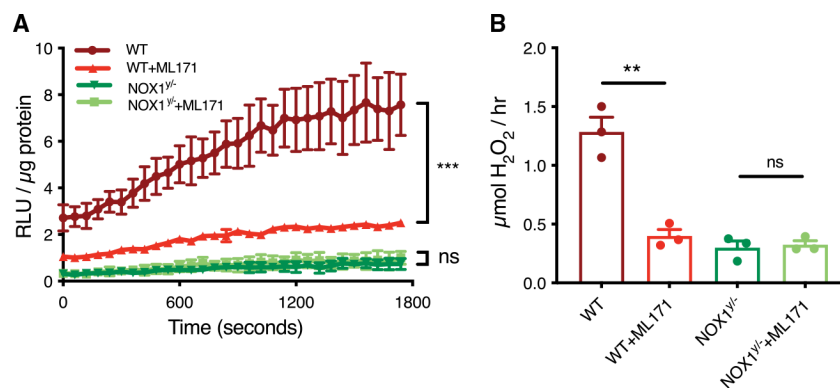 A
WT
WT+ML171
NOX1y/-
NOX1y/-+ML171
RLU / µg protein
10
8
6
4
2
0
***
ns
0 600 1200 1800
Time (seconds)
B
µmol H2O2 / hr
2.0
1.5
1.0
0.5
0.0
**
ns
WT
WT+ML171
NOX1y/-
NOX1y/-+ML171